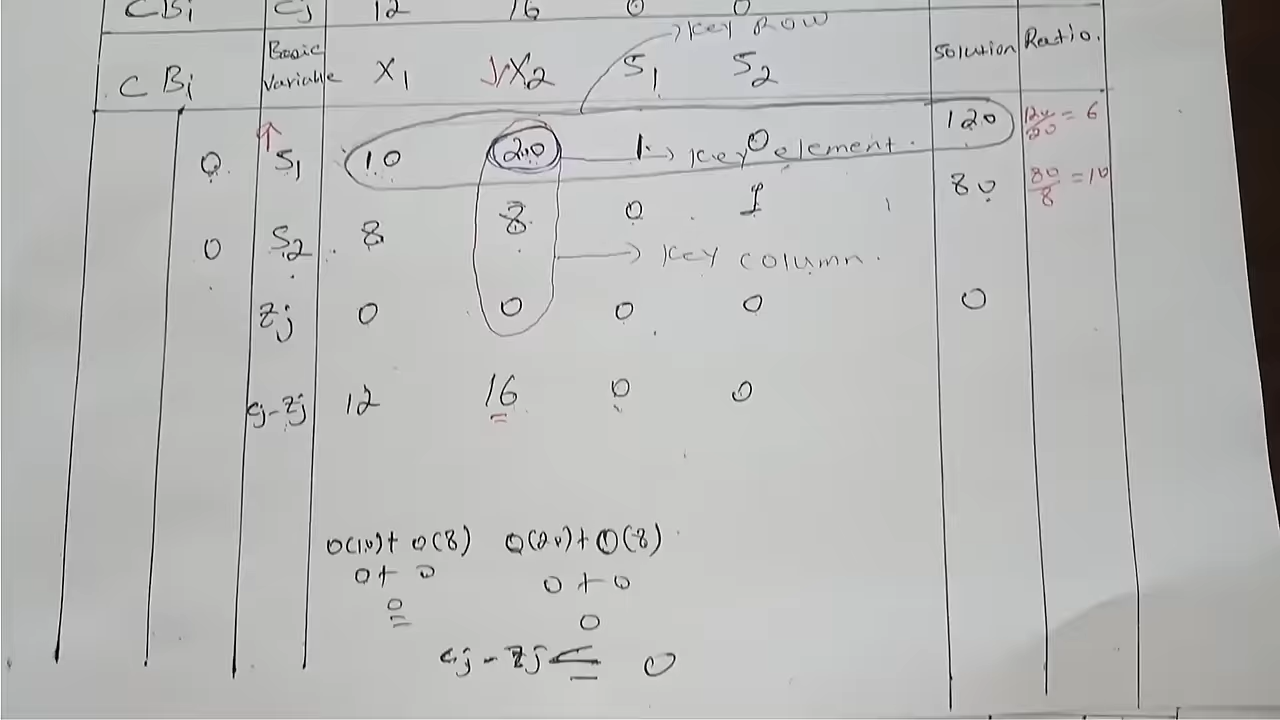 CBi Cj 12 16 0 0
→ Key Row
CBi Basic Variable X1 X2 S1 S2 Solution Ratio.
0 S1 10 20 1 0 120 120/20 = 6
→ Key element.
0 S2 8 8 0 1 80 80/8 = 10
→ Key column.
Zj 0 0 0 0 0
Cj-Zj 12 16 0 0
0(10)+ 0(8) 0(20)+0(8)
0+ 0 0 + 0
0 0
Cj - Zj ≤ 0